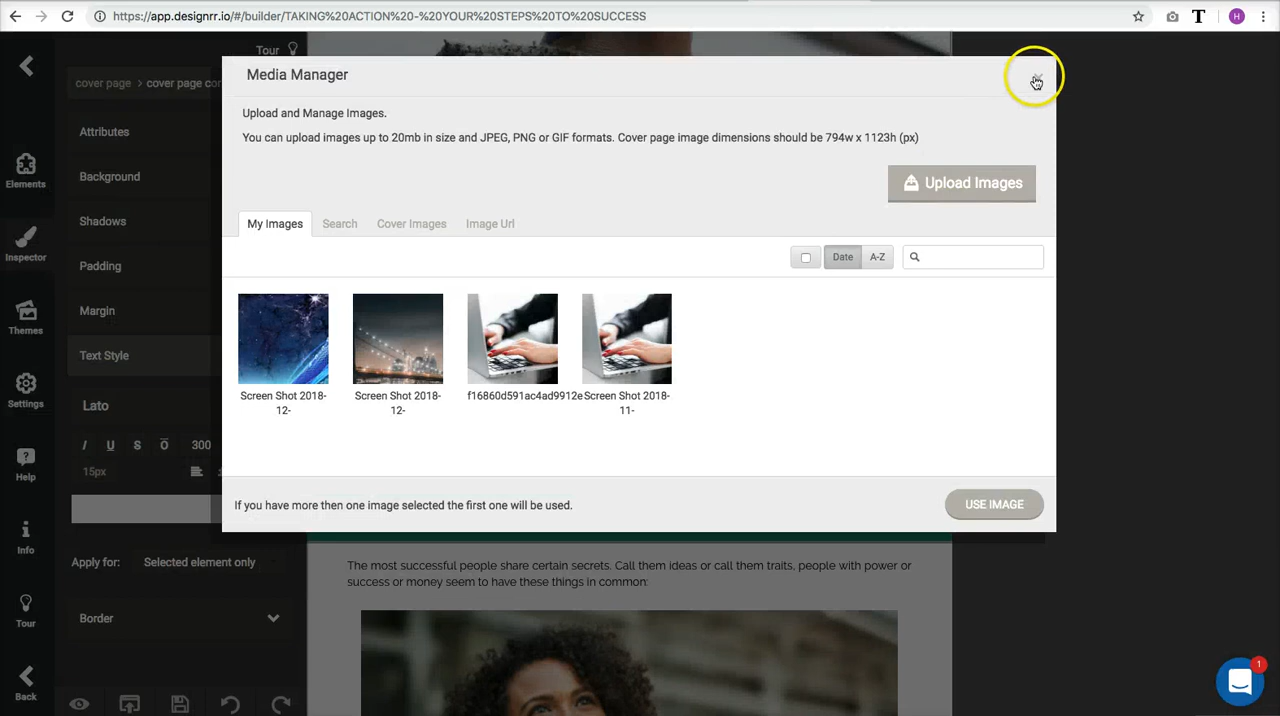 https://app.designrr.io/#/builder/TAKING%20ACTION%20-%20YOUR%20STEPS%20TO%20SUCCESS
T
H
Tour
Media Manager
cover page > cover page con
Upload and Manage Images.
Attributes
You can upload images up to 20mb in size and JPEG, PNG or GIF formats. Cover page image dimensions should be 794w x 1123h (px)
Background
Elements
Upload Images
Shadows
My Images
Search
Cover Images
Image Url
Inspector
Padding
Date
A-Z
Margin
Themes
Text Style
Screen Shot 2018-
12-
Screen Shot 2018-
12-
f16860d591ac4ad9912e
Screen Shot 2018-
11-
Settings
Lato
I U S O 300
15px
Help
If you have more then one image selected the first one will be used.
USE IMAGE
Info
Apply for:
Selected element only
The most successful people share certain secrets. Call them ideas or call them traits, people with power or
success or money seem to have these things in common:
Tour
Border
Back
1